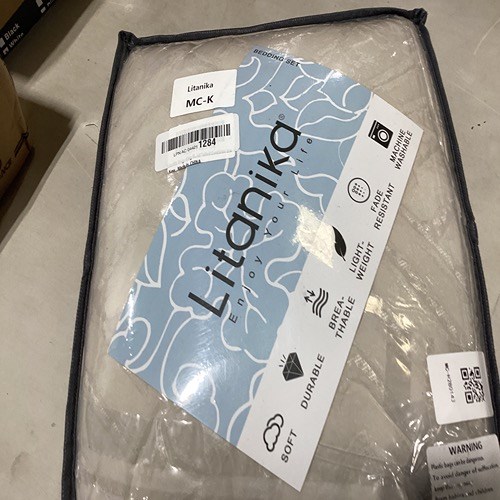 Black
BEDDING SET
Litanika
MC-K
1284
Litanika®
Enjoy Your Life
MACHINE
WASHABLE
FADE
RESISTANT
LIGHT-
WEIGHT
BREA-
THABLE
DURABLE
SOFT
WARNING